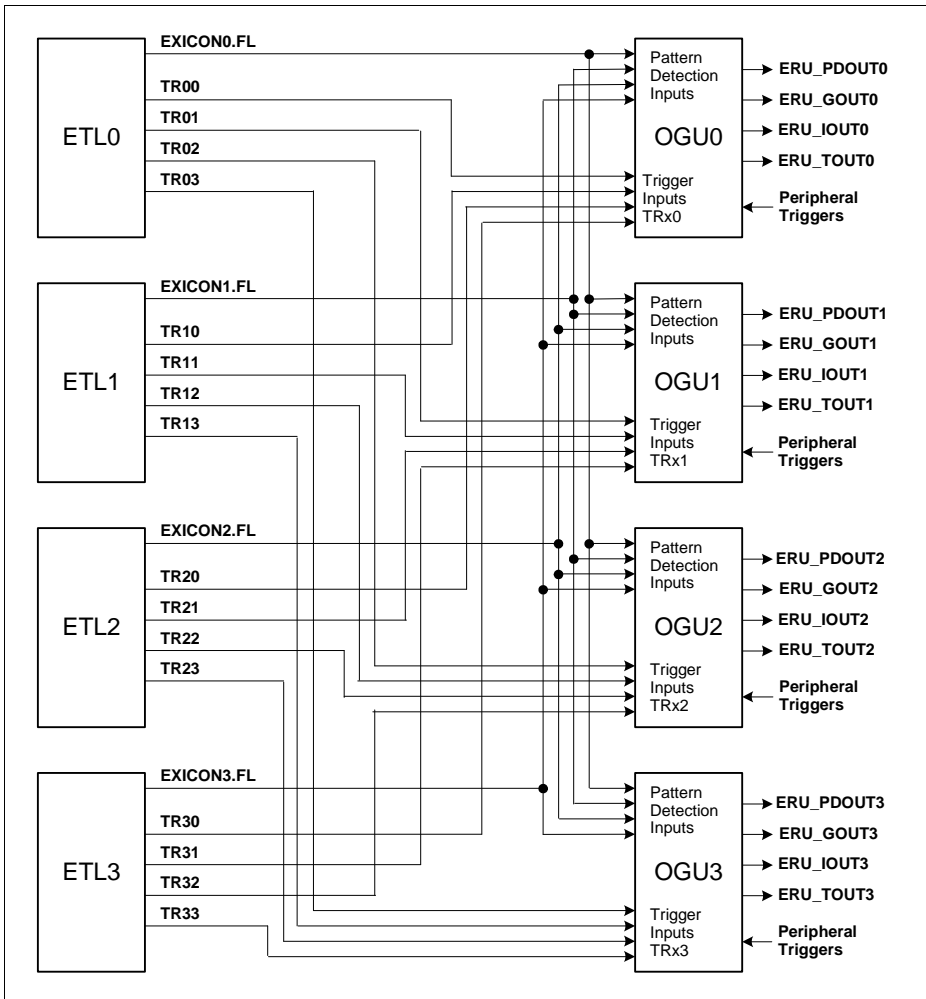 EXICON0.FL
TR00
TR01
TR02
TR03
ETL0
Pattern
Detection
Inputs
OGU0
Trigger
Inputs
TRx0
ERU_PDOUT0
ERU_GOUT0
ERU_IOUT0
ERU_TOUT0
Peripheral
Triggers
EXICON1.FL
TR10
TR11
TR12
TR13
ETL1
Pattern
Detection
Inputs
OGU1
Trigger
Inputs
TRx1
ERU_PDOUT1
ERU_GOUT1
ERU_IOUT1
ERU_TOUT1
Peripheral
Triggers
EXICON2.FL
TR20
TR21
TR22
TR23
ETL2
Pattern
Detection
Inputs
OGU2
Trigger
Inputs
TRx2
ERU_PDOUT2
ERU_GOUT2
ERU_IOUT2
ERU_TOUT2
Peripheral
Triggers
EXICON3.FL
TR30
TR31
TR32
TR33
ETL3
Pattern
Detection
Inputs
OGU3
Trigger
Inputs
TRx3
ERU_PDOUT3
ERU_GOUT3
ERU_IOUT3
ERU_TOUT3
Peripheral
Triggers